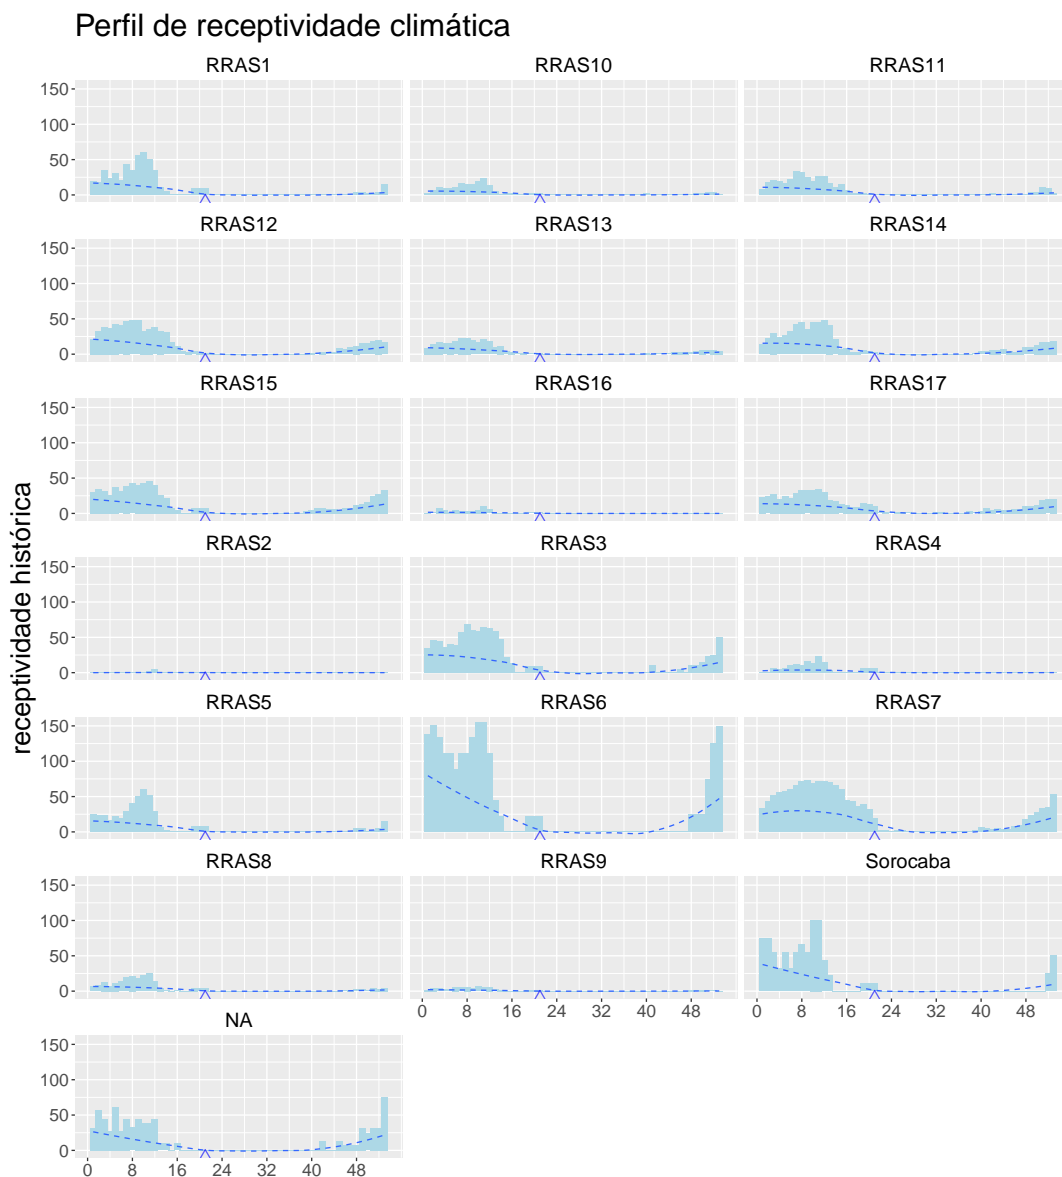 Perfil de receptividade climática
RRAS1 RRAS10 RRAS11
150
100
50
0
RRAS12 RRAS13 RRAS14
150
100
50
0
RRAS15 RRAS16 RRAS17
150
100
50
0
receptividade histórica
RRAS2 RRAS3 RRAS4
150
100
50
0
RRAS5 RRAS6 RRAS7
150
100
50
0
RRAS8 RRAS9 Sorocaba
150
100
50
0
0 8 16 24 32 40 48 0 8 16 24 32 40 48
NA
150
100
50
0
0 8 16 24 32 40 48